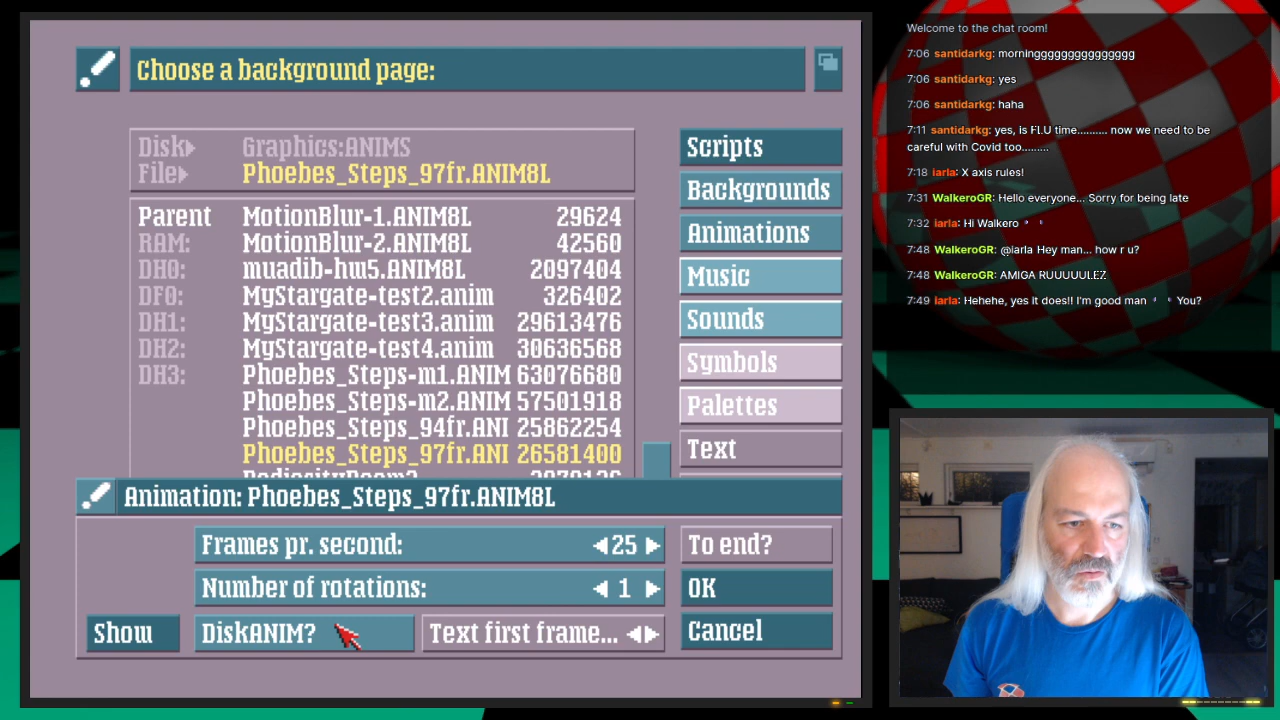 Choose a background page:
Disk Graphics:ANIMS
File Phoebes_Steps_97fr.ANIM8L
Parent MotionBlur-1.ANIM8L 29624
RAM: MotionBlur-2.ANIM8L 42560
DH0: muadib-hw5.ANIM8L 2097404
DF0: MyStargate-test2.anim 326402
DH1: MyStargate-test3.anim 29613476
DH2: MyStargate-test4.anim 30636568
DH3: Phoebes_Steps-m1.ANIM 63076680
Phoebes_Steps-m2.ANIM 57501918
Phoebes_Steps_94fr.ANI 25862254
Phoebes_Steps_97fr.ANI 26581400
Scripts
Backgrounds
Animations
Music
Sounds
Symbols
Palettes
Text
Animation: Phoebes_Steps_97fr.ANIM8L
Frames pr. second: 25
To end?
Number of rotations: 1
OK
Show
DiskANIM?
Text first frame...
Cancel
Welcome to the chat room!
7:06 santidarkg: morninggggggggggggggg
7:06 santidarkg: yes
7:06 santidarkg: haha
7:11 santidarkg: yes, is FLU time.......... now we need to be
careful with Covid too.........
7:18 iarla: X axis rules!
7:31 WalkeroGR: Hello everyone... Sorry for being late
7:32 iarla: Hi Walkero
7:48 WalkeroGR: @iarla Hey man... how r u?
7:48 WalkeroGR: AMIGA RUUUUULEZ
7:49 iarla: Hehehe, yes it does!! I'm good man You?